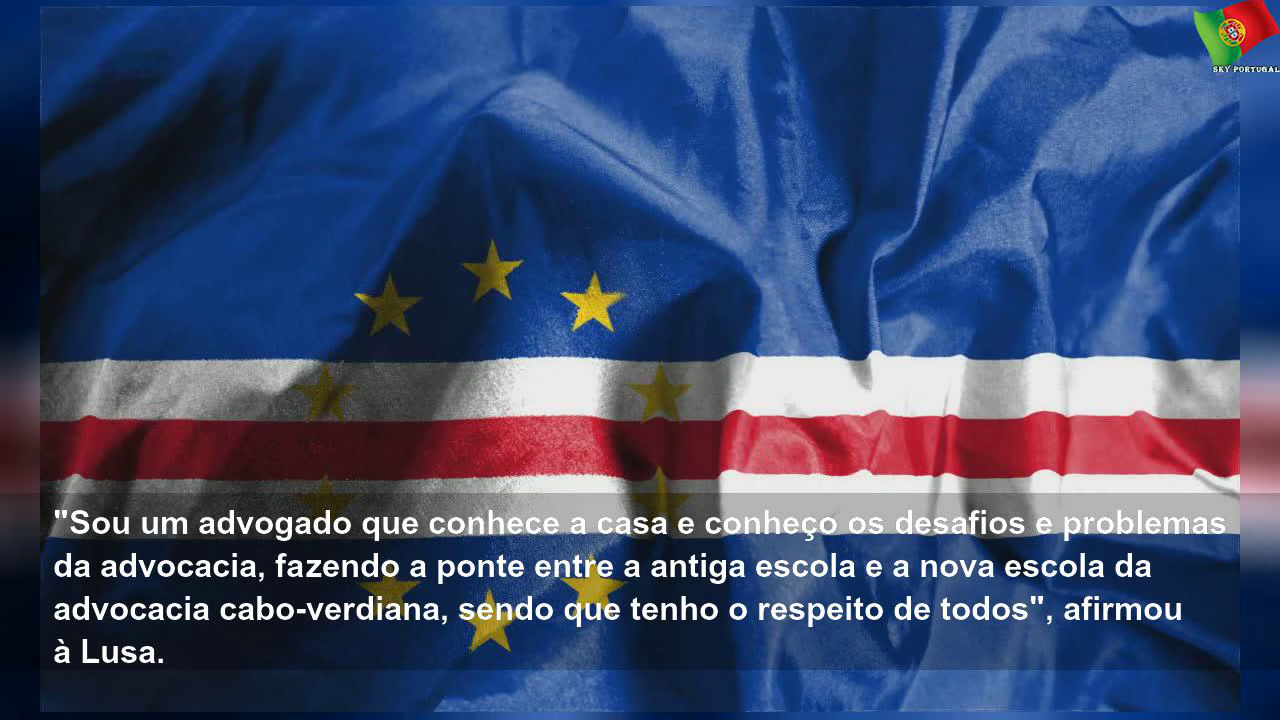 SKY PORTUGAL
"Sou um advogado que conhece a casa e conheço os desafios e problemas
da advocacia, fazendo a ponte entre a antiga escola e a nova escola da
advocacia cabo-verdiana, sendo que tenho o respeito de todos", afirmou
à Lusa.